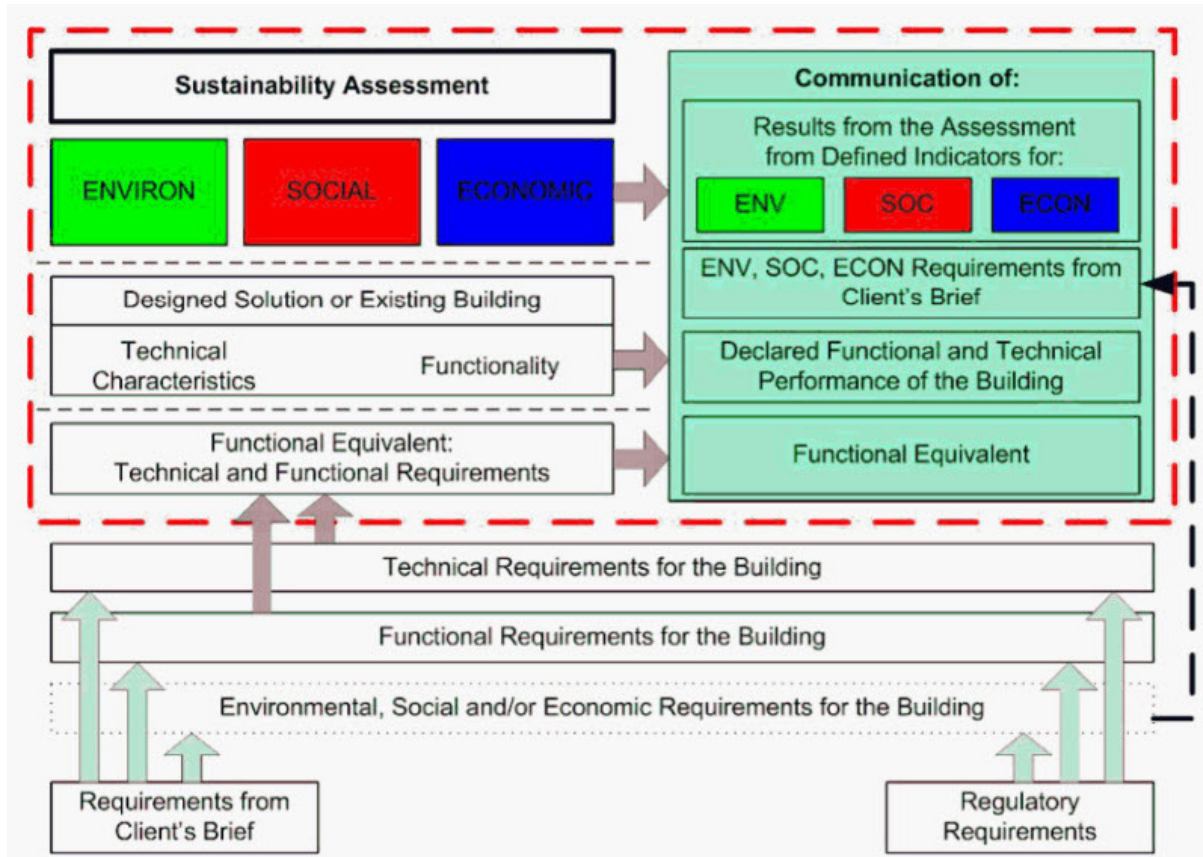 Sustainability Assessment
ENVIRON
SOCIAL
ECONOMIC
Communication of:
Results from the Assessment
from Defined Indicators for:
ENV
SOC
ECON
ENV, SOC, ECON Requirements from
Client's Brief
Designed Solution or Existing Building
Technical
Characteristics
Functionality
Declared Functional and Technical
Performance of the Building
Functional Equivalent:
Technical and Functional Requirements
Functional Equivalent
Technical Requirements for the Building
Functional Requirements for the Building
Environmental, Social and/or Economic Requirements for the Building
Requirements from
Client's Brief
Regulatory
Requirements